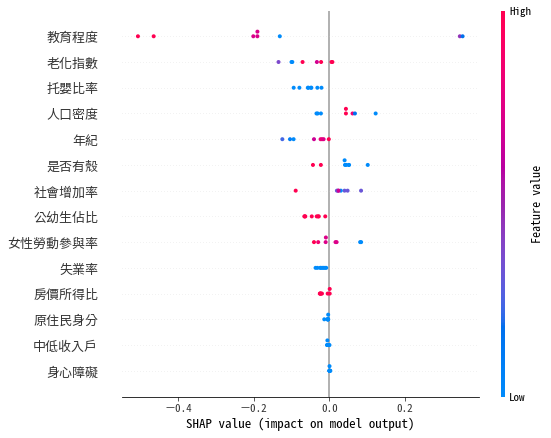 High
教育程度
老化指數
托嬰比率
人口密度
年紀
是否有殼
社會增加率
公幼生佔比
女性勞動參與率
失業率
房價所得比
原住民身分
中低收入戶
身心障礙
Feature value
Low
−0.4 −0.2 0.0 0.2
SHAP value (impact on model output)